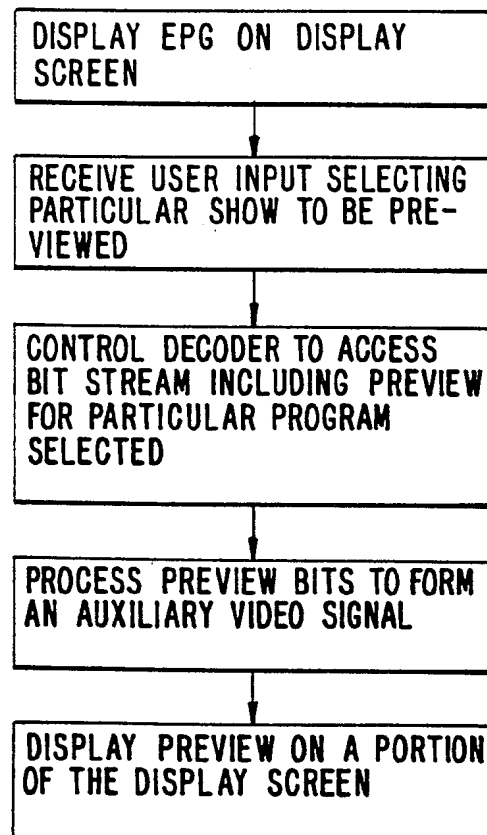 DISPLAY EPG ON DISPLAY
SCREEN
RECEIVE USER INPUT SELECTING
PARTICULAR SHOW TO BE PRE-
VIEWED
CONTROL DECODER TO ACCESS
BIT STREAM INCLUDING PREVIEW
FOR PARTICULAR PROGRAM
SELECTED
PROCESS PREVIEW BITS TO FORM
AN AUXILIARY VIDEO SIGNAL
DISPLAY PREVIEW ON A PORTION
OF THE DISPLAY SCREEN